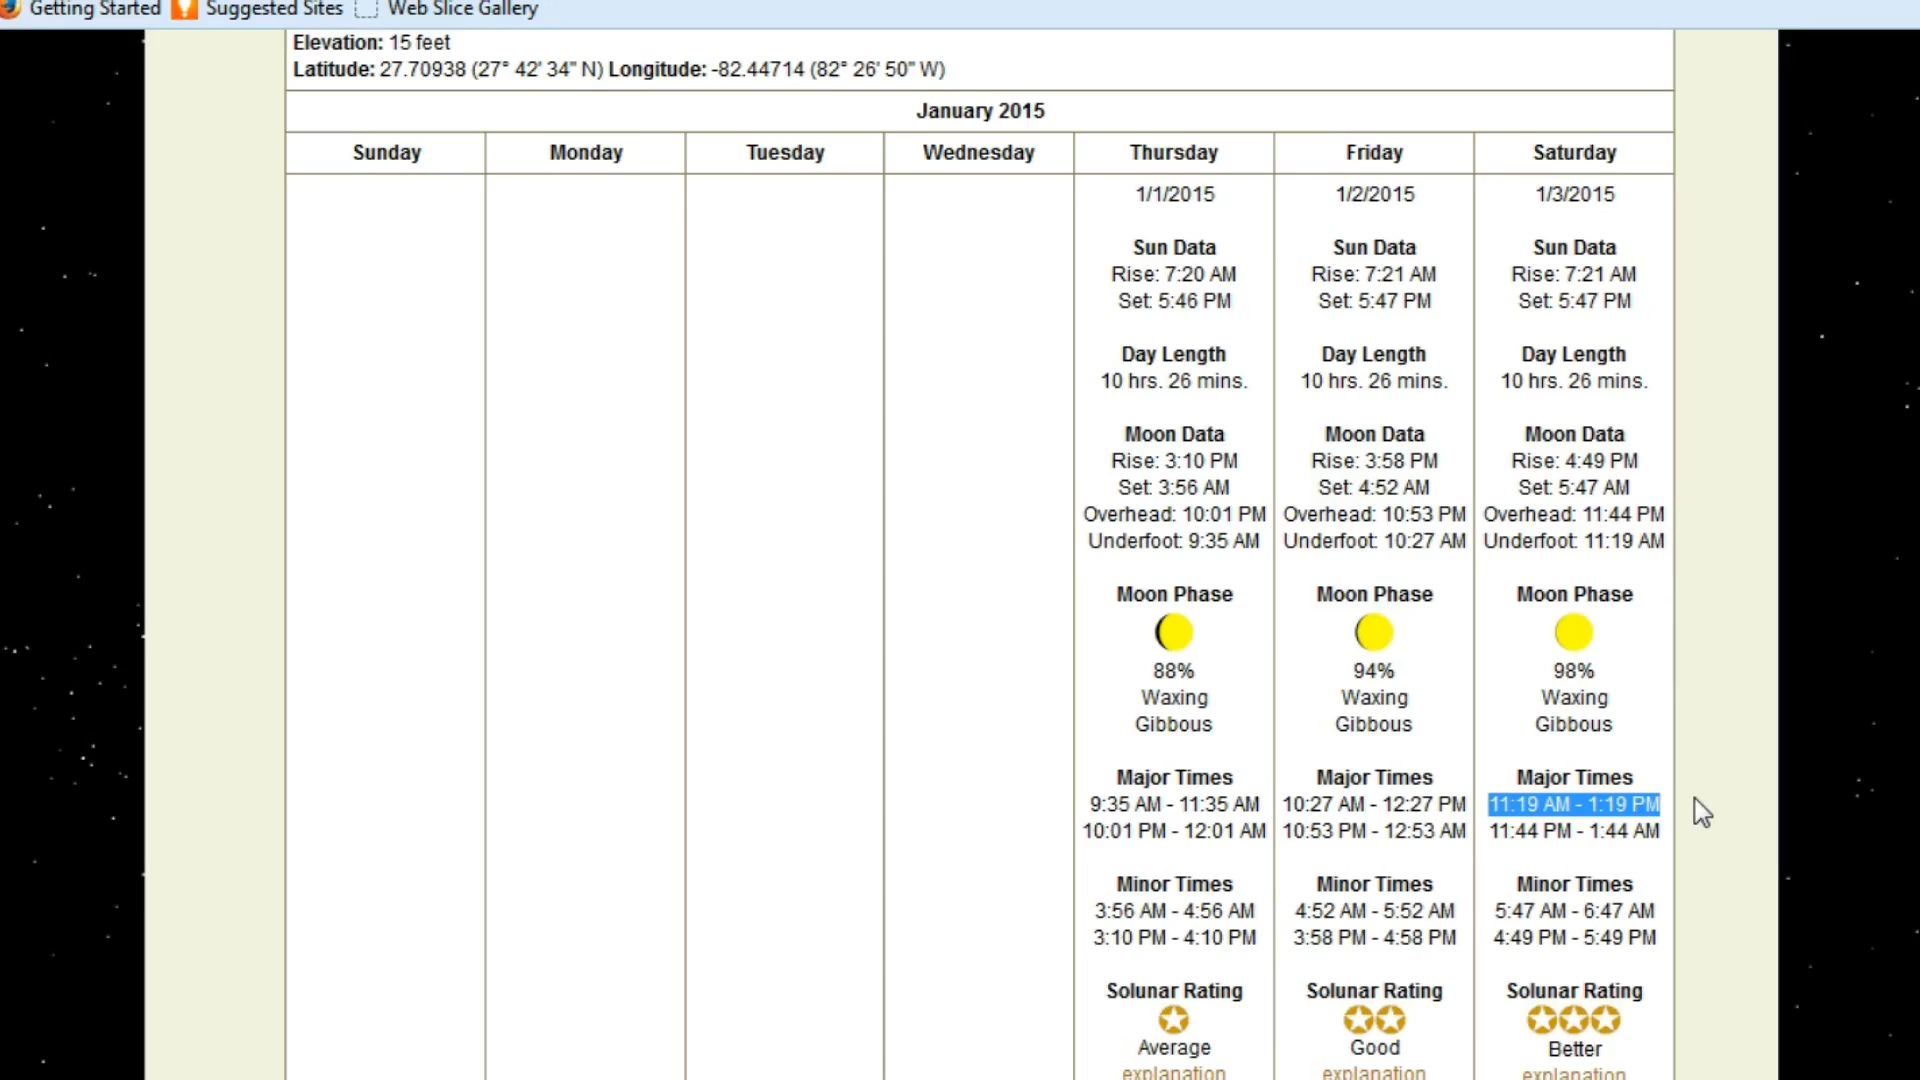 Getting Started Suggested Sites Web Slice Gallery
Elevation: 15 feet
Latitude: 27.70938 (27° 42' 34" N) Longitude: -82.44714 (82° 26' 50" W)
January 2015
Sunday Monday Tuesday Wednesday Thursday Friday Saturday
1/1/2015 1/2/2015 1/3/2015
Sun Data Sun Data Sun Data
Rise: 7:20 AM Rise: 7:21 AM Rise: 7:21 AM
Set: 5:46 PM Set: 5:47 PM Set: 5:47 PM
Day Length Day Length Day Length
10 hrs. 26 mins. 10 hrs. 26 mins. 10 hrs. 26 mins.
Moon Data Moon Data Moon Data
Rise: 3:10 PM Rise: 3:58 PM Rise: 4:49 PM
Set: 3:56 AM Set: 4:52 AM Set: 5:47 AM
Overhead: 10:01 PM Overhead: 10:53 PM Overhead: 11:44 PM
Underfoot: 9:35 AM Underfoot: 10:27 AM Underfoot: 11:19 AM
Moon Phase Moon Phase Moon Phase
88% 94% 98%
Waxing Waxing Waxing
Gibbous Gibbous Gibbous
Major Times Major Times Major Times
9:35 AM - 11:35 AM 10:27 AM - 12:27 PM 11:19 AM - 1:19 PM
10:01 PM - 12:01 AM 10:53 PM - 12:53 AM 11:44 PM - 1:44 AM
Minor Times Minor Times Minor Times
3:56 AM - 4:56 AM 4:52 AM - 5:52 AM 5:47 AM - 6:47 AM
3:10 PM - 4:10 PM 3:58 PM - 4:58 PM 4:49 PM - 5:49 PM
Solunar Rating Solunar Rating Solunar Rating
Average Good Better
explanation explanation explanation